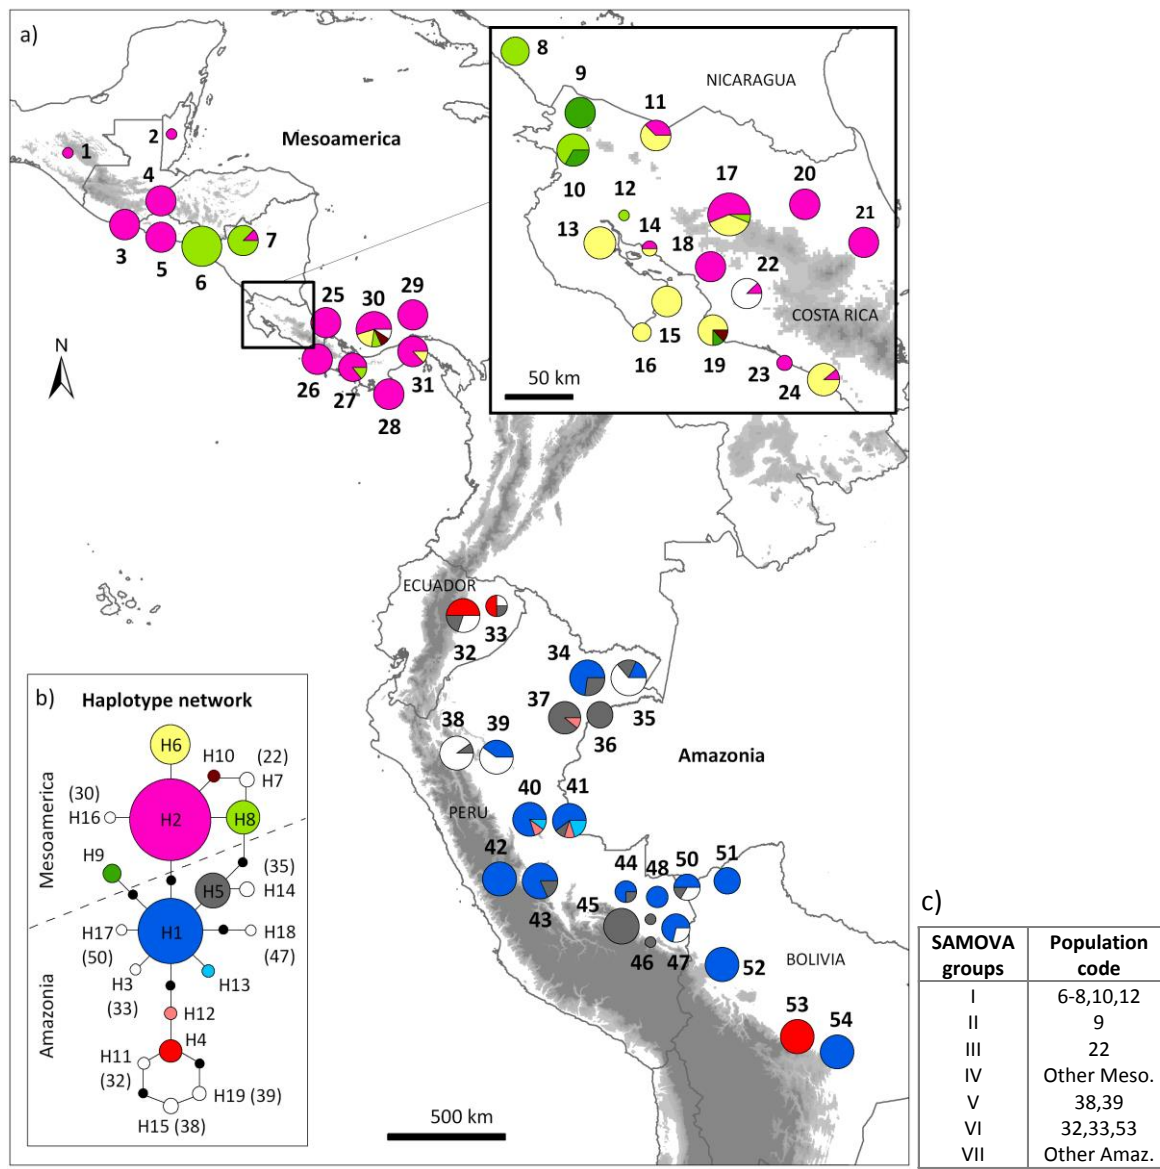 a)
8
9
NICARAGUA
11
2
Mesoamerica
1
4
17
20
10
12
21
13
14
7
18
22
3
5
6
25
30
29
COSTA RICA
15
N
16
19
23
24
26
27
31
28
50 km
ECUADOR
33
32
34
b)
Haplotype network
37
35
36
38
39
Amazonia
H6
H10
(22)
H7
(30)
H16
H2
H8
Mesoamerica
40
41
PERU
H9
(35)
H5
H14
42
44
48
50
51
43
45
H17
H1
H18
(50)
(47)
46
47
H3
H13
(33)
52
BOLIVIA
Amazonia
H12
H4
53
54
H11
(32)
H19 (39)
H15 (38)
500 km
c)
SAMOVA groups
Population code
I 6-8,10,12
II 9
III 22
IV Other Meso.
V 38,39
VI 32,33,53
VII Other Amaz.